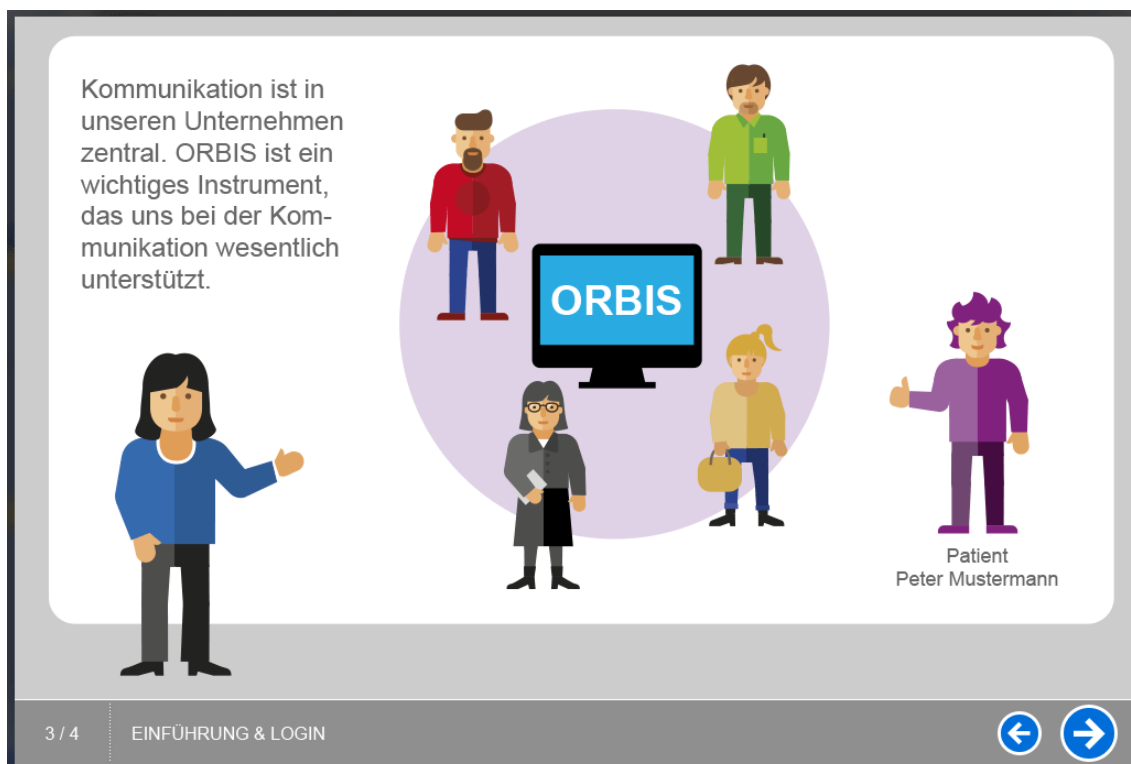 Kommunikation ist in
unseren Unternehmen
zentral. ORBIS ist ein
wichtiges Instrument,
das uns bei der Kom-
munikation wesentlich
unterstützt.
ORBIS
Patient
Peter Mustermann
3 / 4
EINFÜHRUNG & LOGIN